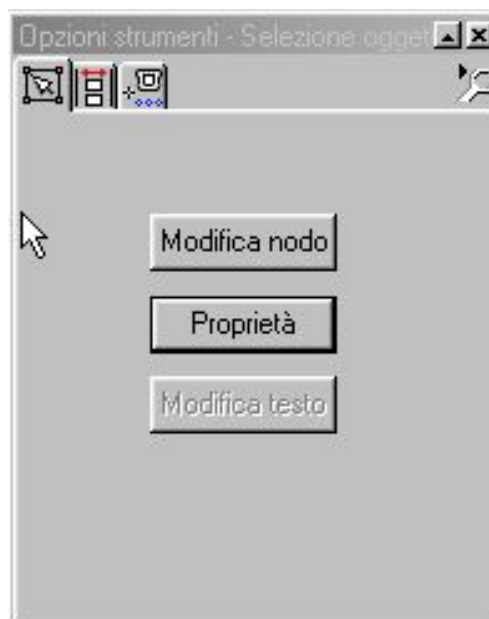 Opzioni strumenti - Selezione ogget
Modifica nodo
Proprietà
Modifica testo